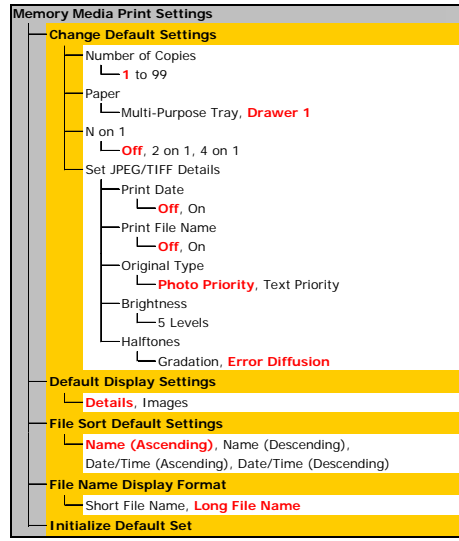 Memory Media Print Settings
Change Default Settings
Number of Copies
1 to 99
Paper
Multi-Purpose Tray, Drawer 1
N on 1
Off, 2 on 1, 4 on 1
Set JPEG/TIFF Details
Print Date
Off, On
Print File Name
Off, On
Original Type
Photo Priority, Text Priority
Brightness
5 Levels
Halftones
Gradation, Error Diffusion
Default Display Settings
Details, Images
File Sort Default Settings
Name (Ascending), Name (Descending),
Date/Time (Ascending), Date/Time (Descending)
File Name Display Format
Short File Name, Long File Name
Initialize Default Set